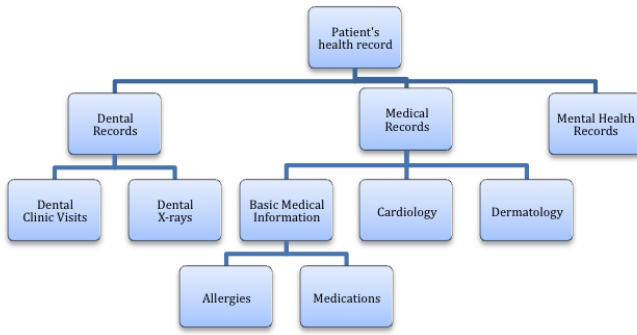 Patient's
health record
Dental
Records
Medical
Records
Mental Health
Records
Dental
Clinic Visits
Dental
X-rays
Basic Medical
Information
Cardiology
Dermatology
Allergies
Medications